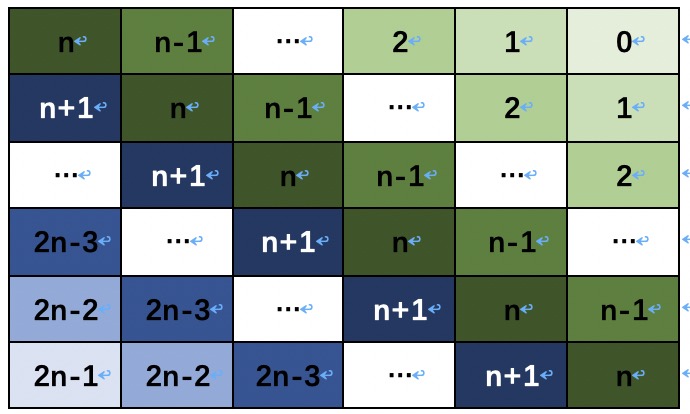 n n-1 ... 2 1 0
n+1 n n-1 ... 2 1
... n+1 n n-1 ... 2
2n-3 ... n+1 n n-1 ...
2n-2 2n-3 ... n+1 n n-1
2n-1 2n-2 2n-3 ... n+1 n